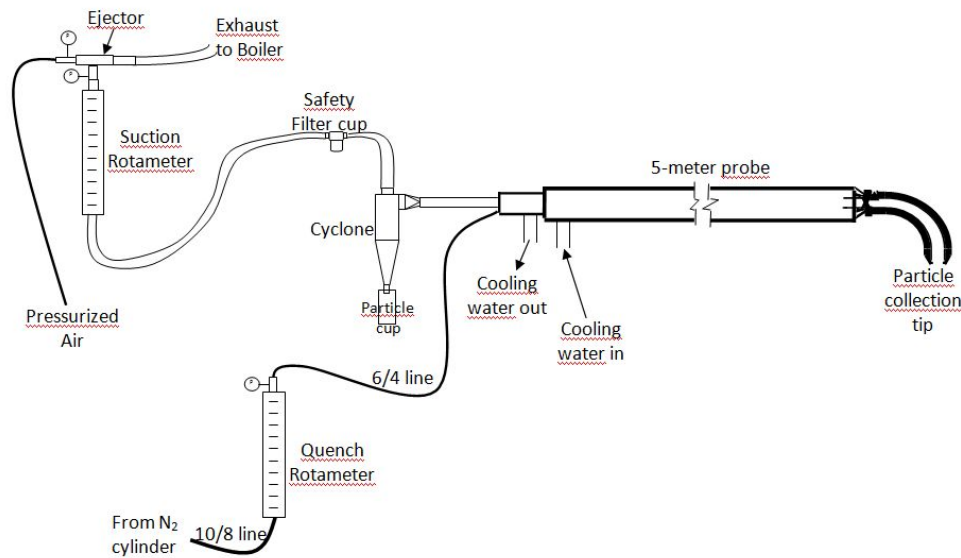 Ejector
Exhaust
to Boiler
P
P
Suction
Rotameter
Safety
Filter cup
5-meter probe
Cyclone
Particle
cup
Cooling
water out
Cooling
water in
Particle
collection
tip
Pressurized
Air
6/4 line
P
Quench
Rotameter
From N₂
cylinder
10/8 line